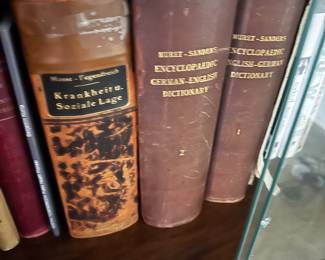 Mosse - Tugendreich
Krankheit u.
Soziale Lage
MURET - SANDERS
ENCYCLOPAEDIC
GERMAN-ENGLISH
DICTIONARY
2
MURET - SANDERS
ENCYCLOPAEDIC
ENGLISH-GERMAN
DICTIONARY
1